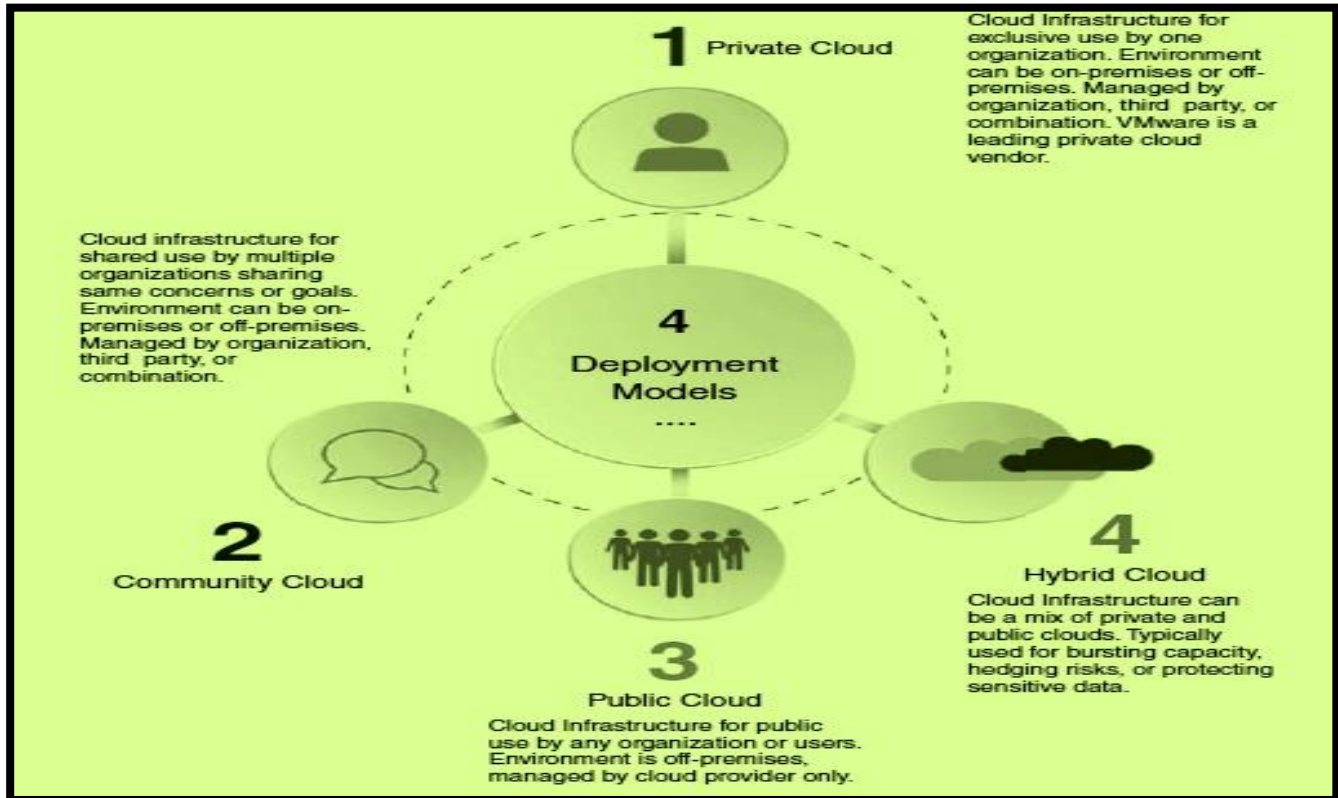 1 Private Cloud
Cloud Infrastructure for
exclusive use by one
organization. Environment
can be on-premises or off-
premises. Managed by
organization, third party, or
combination. VMware is a
leading private cloud
vendor.
Cloud infrastructure for
shared use by multiple
organizations sharing
same concerns or goals.
Environment can be on-
premises or off-premises.
Managed by organization,
third party, or
combination.
4
Deployment
Models
....
2
Community Cloud
3
Public Cloud
Cloud Infrastructure for public
use by any organization or users.
Environment is off-premises,
managed by cloud provider only.
4
Hybrid Cloud
Cloud Infrastructure can
be a mix of private and
public clouds. Typically
used for bursting capacity,
hedging risks, or protecting
sensitive data.